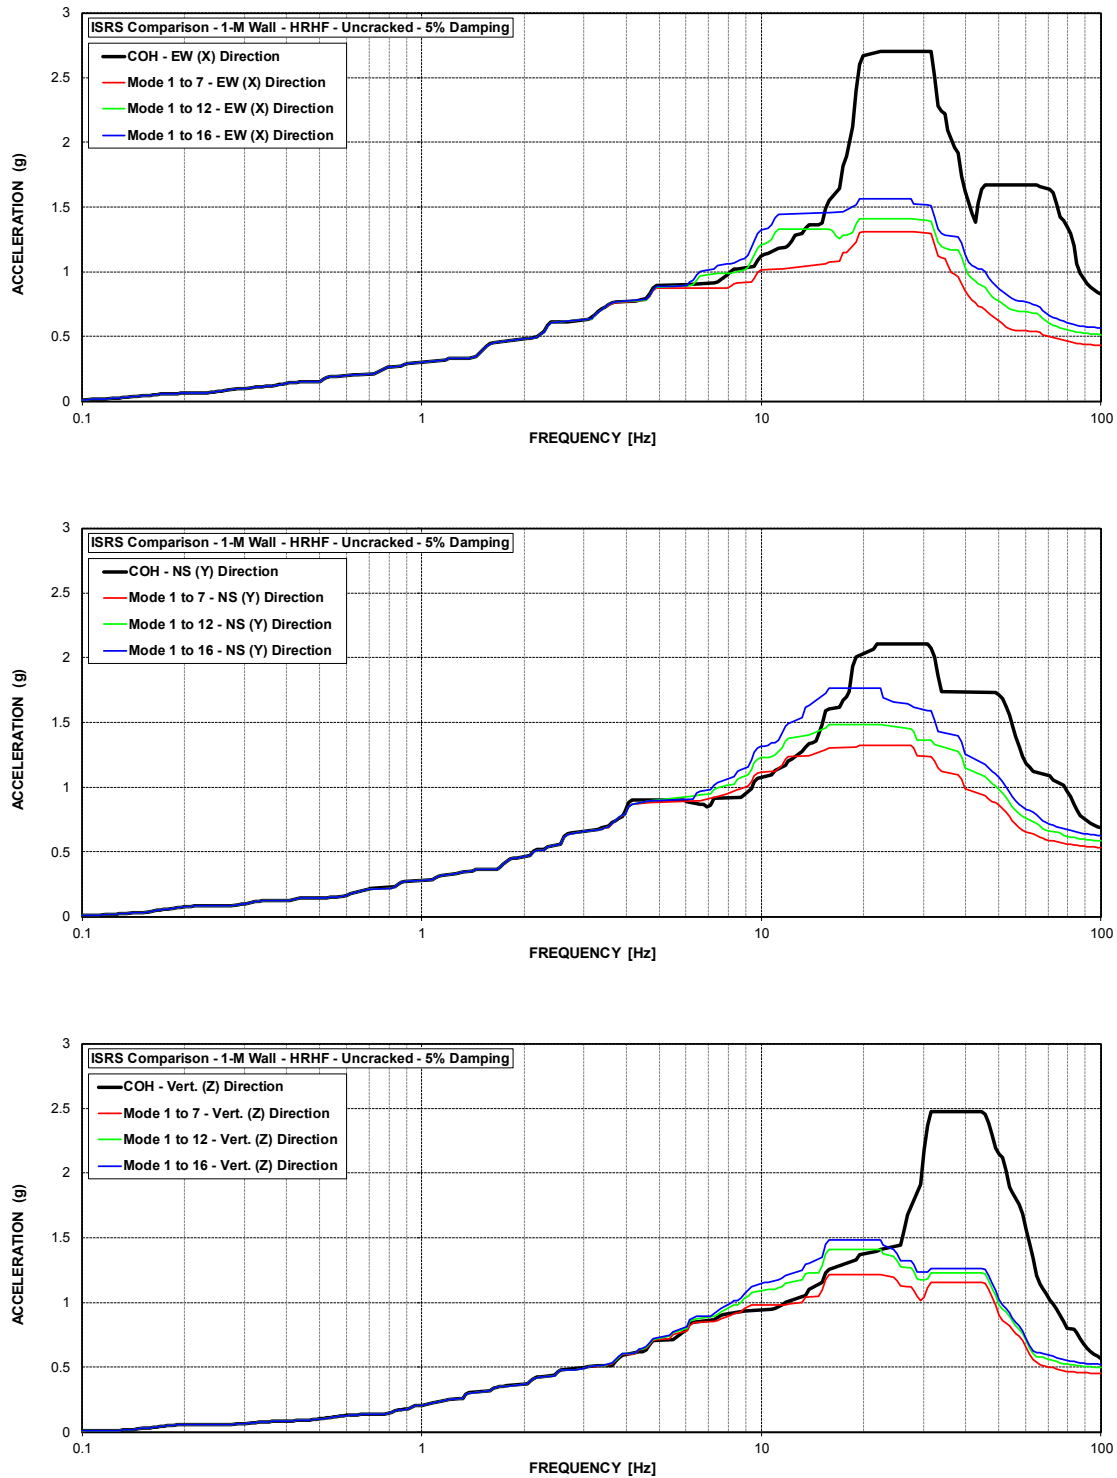 3
ISRS Comparison - 1-M Wall - HRHF - Uncracked - 5% Damping
COH - EW (X) Direction
Mode 1 to 7 - EW (X) Direction
Mode 1 to 12 - EW (X) Direction
Mode 1 to 16 - EW (X) Direction
2.5
2
1.5
1
0.5
0
ACCELERATION (g)
0.1
1
10
100
FREQUENCY [Hz]
3
ISRS Comparison - 1-M Wall - HRHF - Uncracked - 5% Damping
COH - NS (Y) Direction
Mode 1 to 7 - NS (Y) Direction
Mode 1 to 12 - NS (Y) Direction
Mode 1 to 16 - NS (Y) Direction
2.5
2
1.5
1
0.5
0
ACCELERATION (g)
0.1
1
10
100
FREQUENCY [Hz]
3
ISRS Comparison - 1-M Wall - HRHF - Uncracked - 5% Damping
COH - Vert. (Z) Direction
Mode 1 to 7 - Vert. (Z) Direction
Mode 1 to 12 - Vert. (Z) Direction
Mode 1 to 16 - Vert. (Z) Direction
2.5
2
1.5
1
0.5
0
ACCELERATION (g)
0.1
1
10
100
FREQUENCY [Hz]